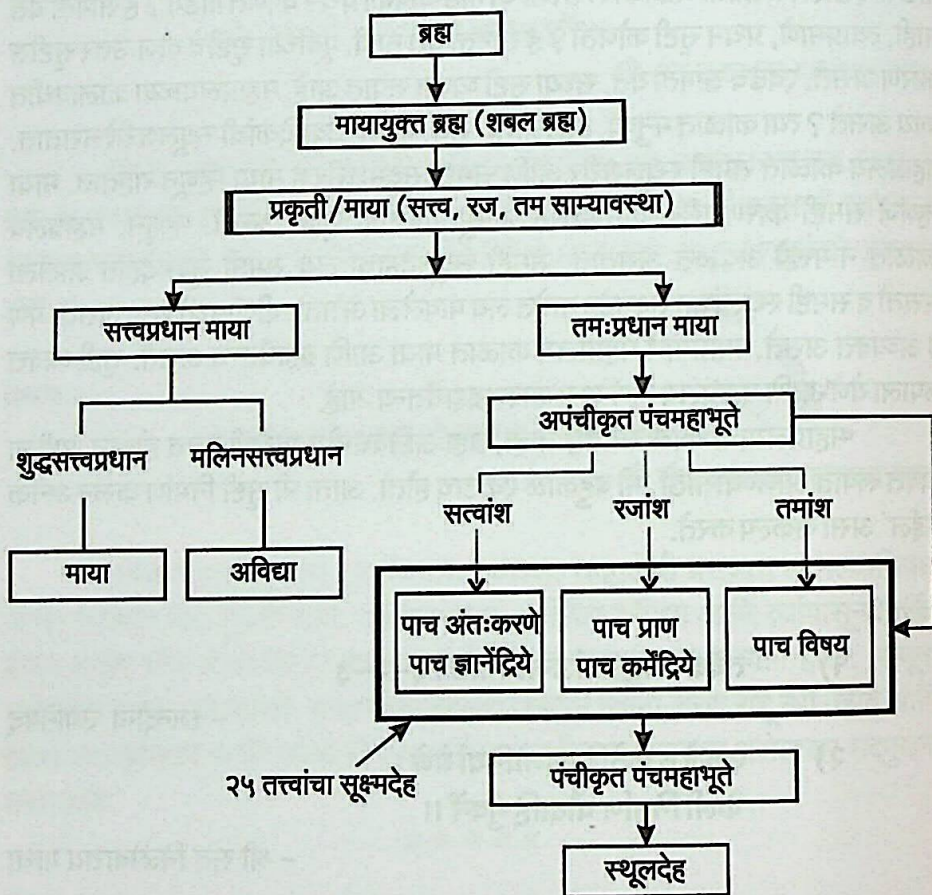 ब्रह्म
मायायुक्त ब्रह्म (शबल ब्रह्म)
प्रकृती/माया (सत्त्व, रज, तम साम्यावस्था)
सत्त्वप्रधान माया
तमःप्रधान माया
शुद्धसत्त्वप्रधान
मलिनसत्त्वप्रधान
माया
अविद्या
अपंचीकृत पंचमहाभूते
सत्वांश
रजांश
तमांश
पाच अंतःकरणे
पाच ज्ञानेंद्रिये
पाच प्राण
पाच कर्मेंद्रिये
पाच विषय
२५ तत्त्वांचा सूक्ष्मदेह
पंचीकृत पंचमहाभूते
स्थूलदेह